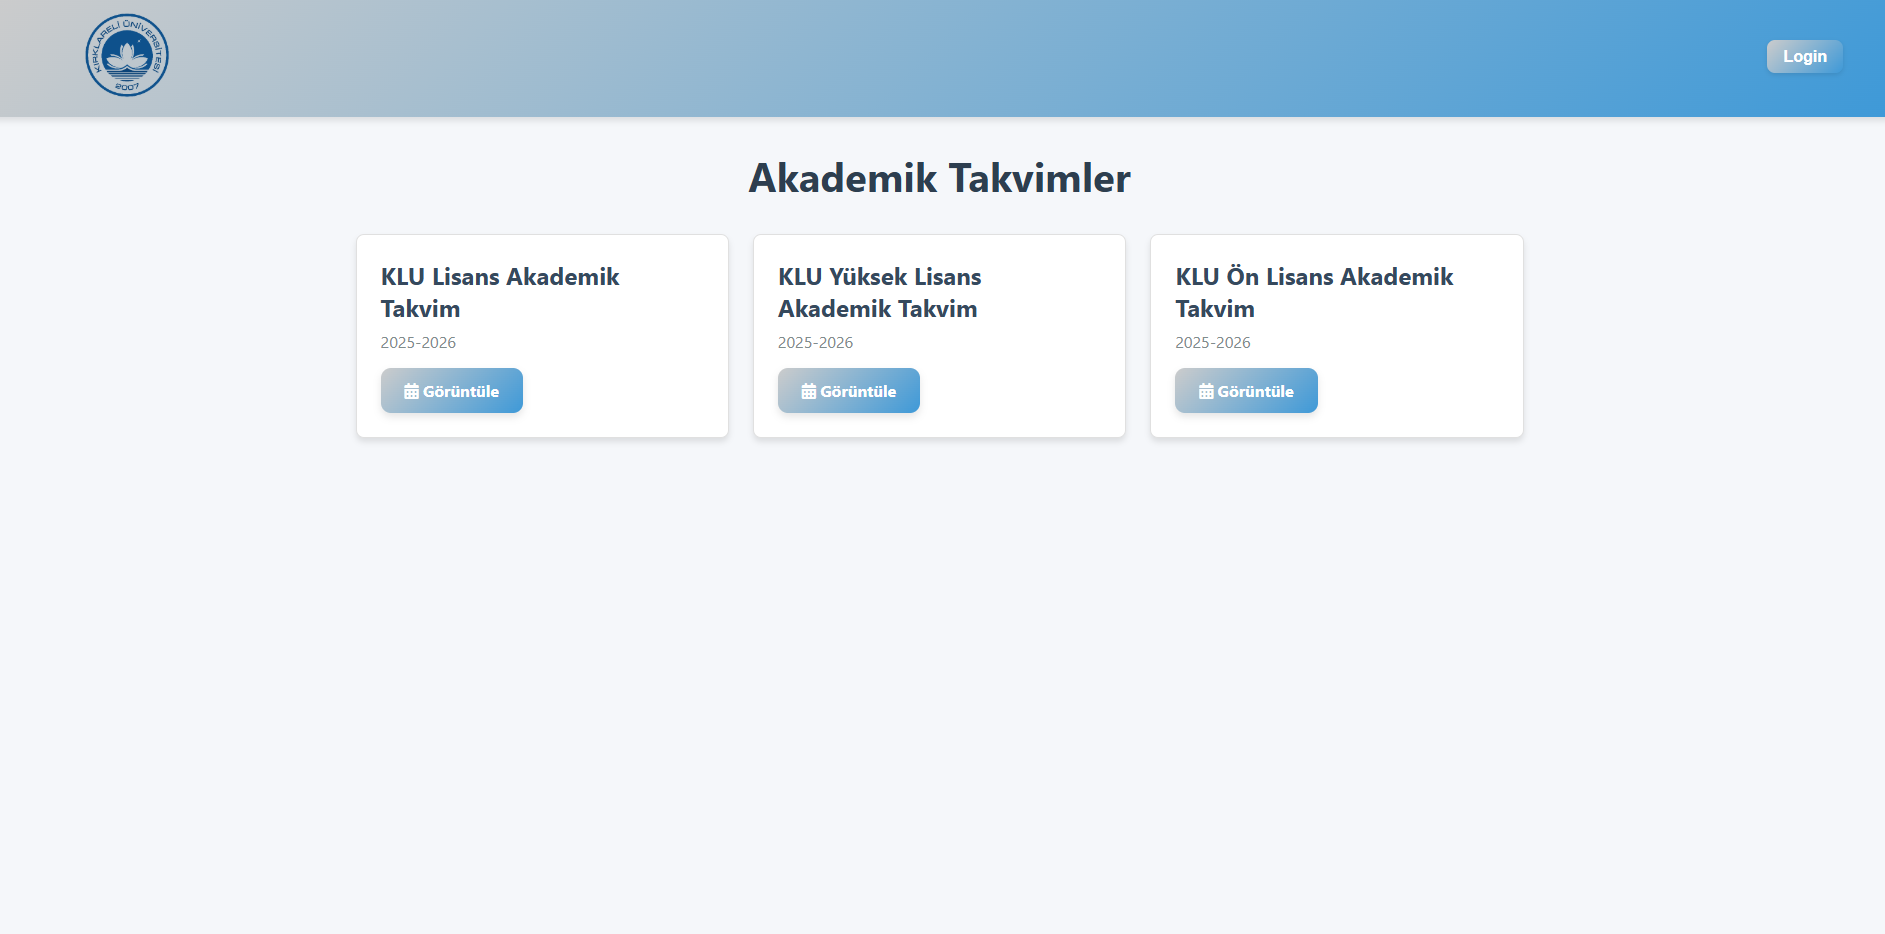 KIRKLARELİ ÜNİVERSİTESİ
2007
Login
Akademik Takvimler
KLU Lisans Akademik
Takvim
2025-2026
Görüntüle
KLU Yüksek Lisans
Akademik Takvim
2025-2026
Görüntüle
KLU Ön Lisans Akademik
Takvim
2025-2026
Görüntüle